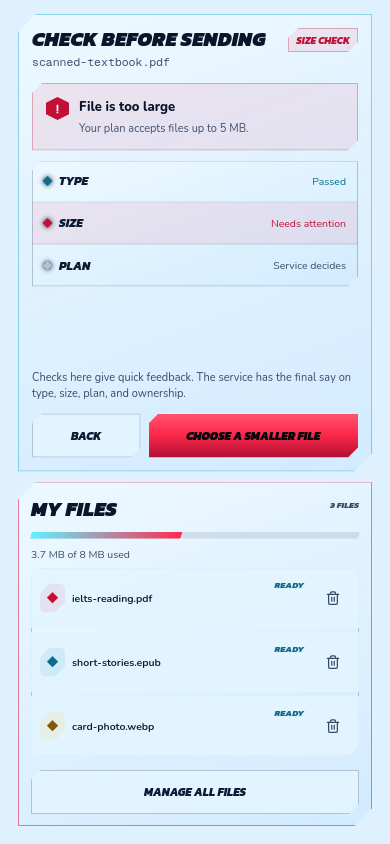 CHECK BEFORE SENDING
SIZE CHECK
scanned-textbook.pdf
!
File is too large
Your plan accepts files up to 5 MB.
TYPE
Passed
SIZE
Needs attention
PLAN
Service decides
Checks here give quick feedback. The service has the final say on
type, size, plan, and ownership.
BACK
CHOOSE A SMALLER FILE
MY FILES
3 FILES
3.7 MB of 8 MB used
ielts-reading.pdf
READY
short-stories.epub
READY
card-photo.webp
READY
MANAGE ALL FILES